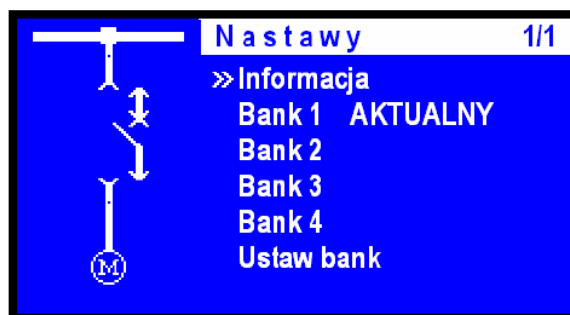 Nastawy 1/1
» Informacja
Bank 1 AKTUALNY
Bank 2
Bank 3
Bank 4
Ustaw bank
M